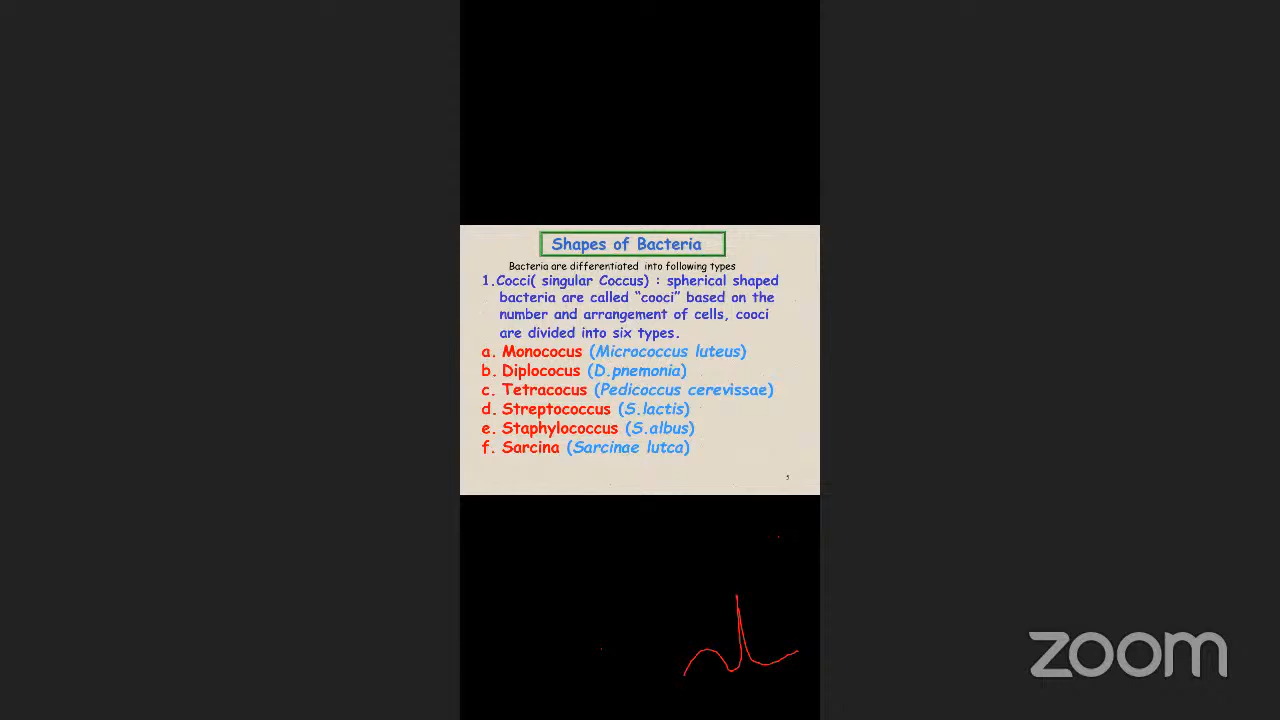 Shapes of Bacteria
Bacteria are differentiated into following types
1.Cocci( singular Coccus) : spherical shaped
bacteria are called “cooci” based on the
number and arrangement of cells, cooci
are divided into six types.
a. Monococus (Micrococcus luteus)
b. Diplococus (D.pnemonia)
c. Tetracocus (Pedicoccus cerevissae)
d. Streptococcus (S.lactis)
e. Staphylococcus (S.albus)
f. Sarcina (Sarcinae lutca)
5
zoom